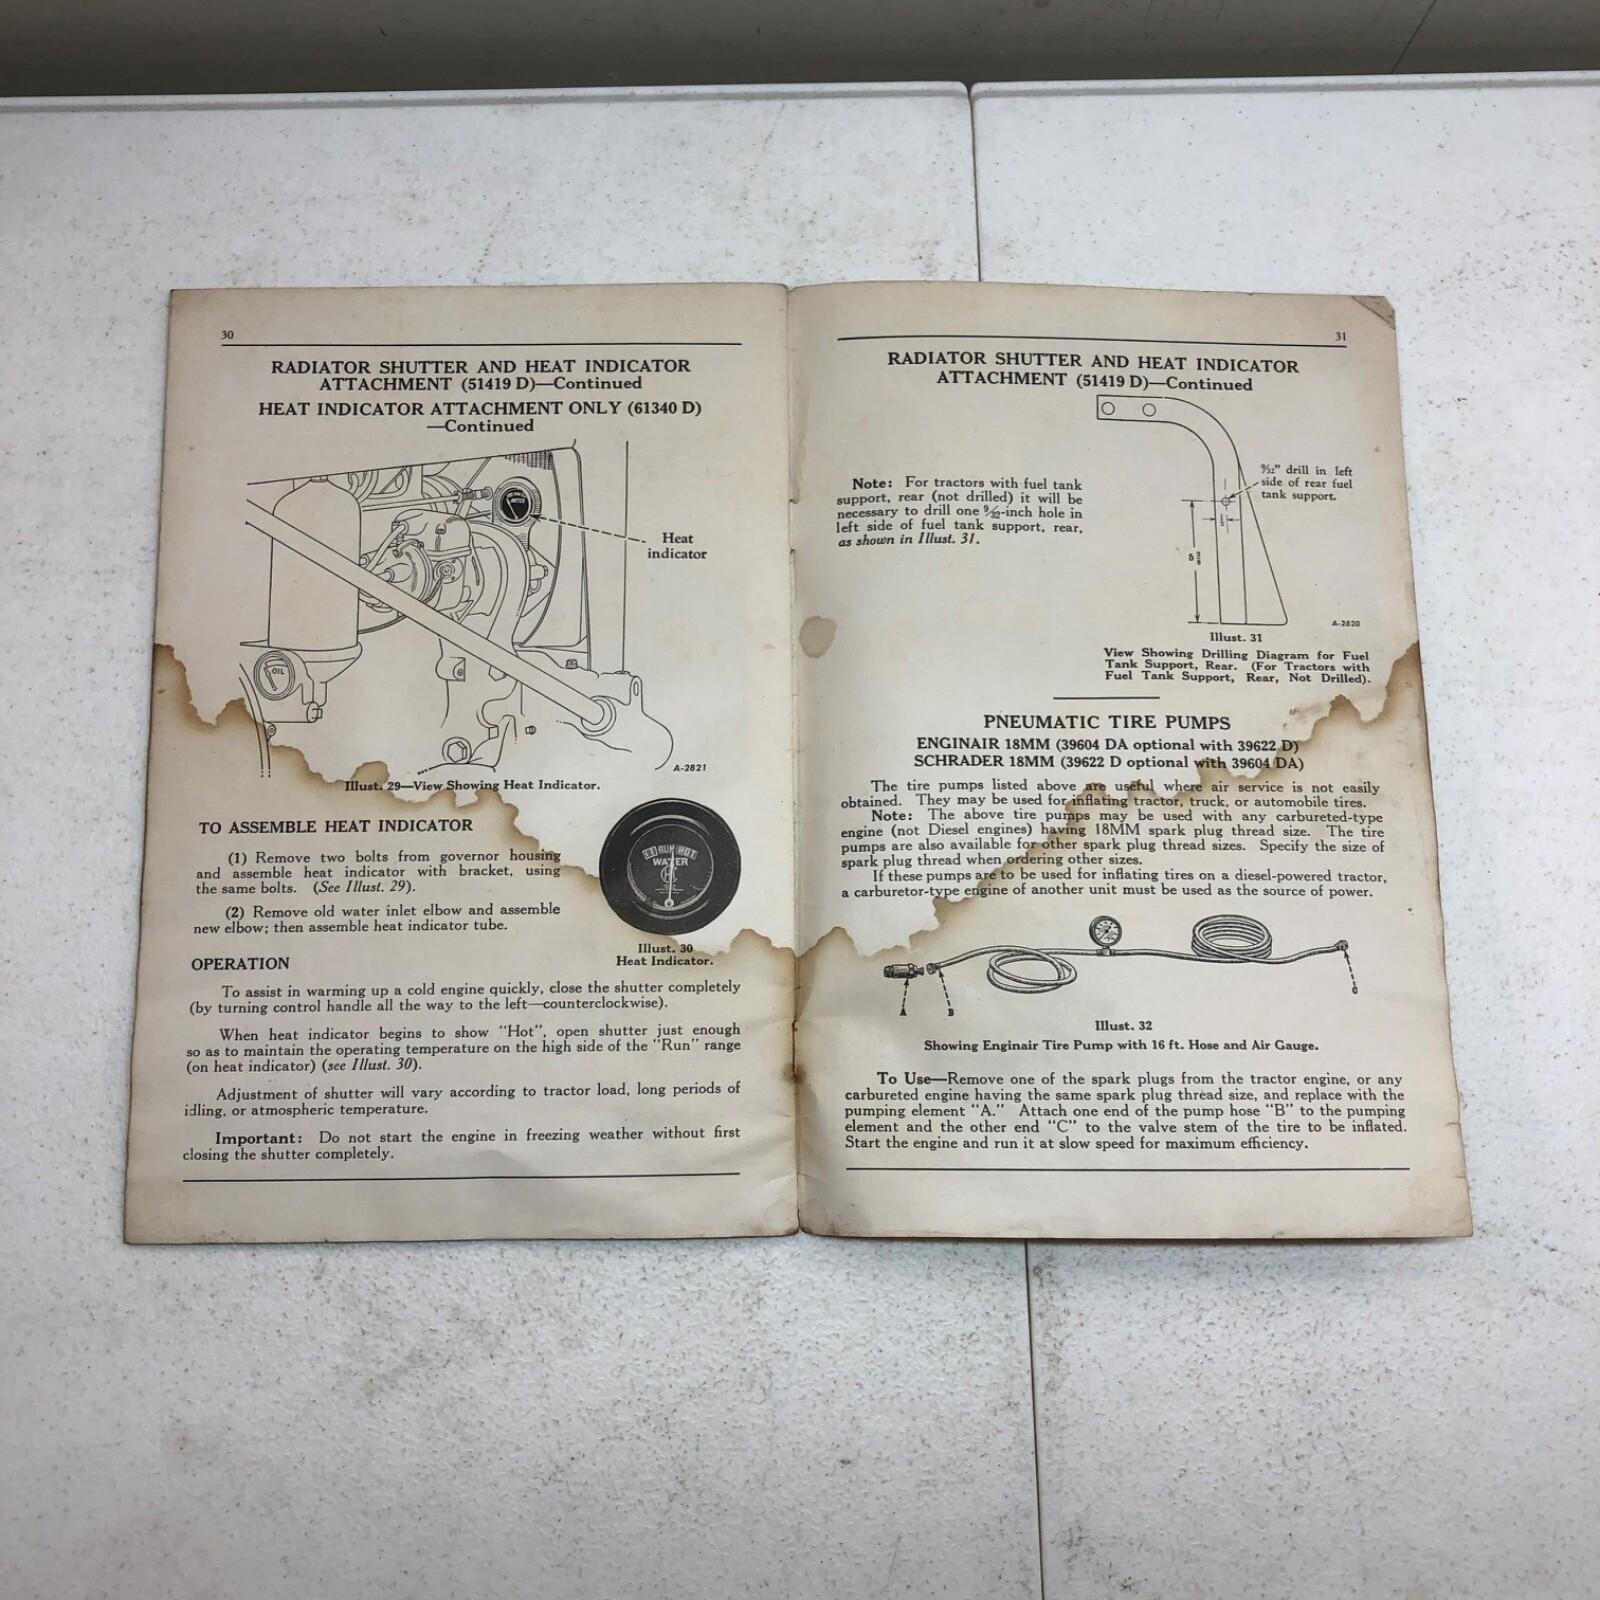 30
RADIATOR SHUTTER AND HEAT INDICATOR
ATTACHMENT (51419 D)—Continued
HEAT INDICATOR ATTACHMENT ONLY (61340 D)
—Continued
WATER
Heat
indicator
OIL
A-2821
Illust. 29—View Showing Heat Indicator.
TO ASSEMBLE HEAT INDICATOR
(1) Remove two bolts from governor housing
and assemble heat indicator with bracket, using
the same bolts. (See Illust. 29).
(2) Remove old water inlet elbow and assemble
new elbow; then assemble heat indicator tube.
RUN HOT
WATER
Illust. 30
Heat Indicator.
OPERATION
To assist in warming up a cold engine quickly, close the shutter completely
(by turning control handle all the way to the left—counterclockwise).
When heat indicator begins to show "Hot", open shutter just enough
so as to maintain the operating temperature on the high side of the "Run" range
(on heat indicator) (see Illust. 30).
Adjustment of shutter will vary according to tractor load, long periods of
idling, or atmospheric temperature.
Important: Do not start the engine in freezing weather without first
closing the shutter completely.
31
RADIATOR SHUTTER AND HEAT INDICATOR
ATTACHMENT (51419 D)—Continued
Note: For tractors with fuel tank
support, rear (not drilled) it will be
necessary to drill one 9/32-inch hole in
left side of fuel tank support, rear,
as shown in Illust. 31.
9/32" drill in left
side of rear fuel
tank support.
A-2820
Illust. 31
View Showing Drilling Diagram for Fuel
Tank Support, Rear. (For Tractors with
Fuel Tank Support, Rear, Not Drilled).
PNEUMATIC TIRE PUMPS
ENGINAIR 18MM (39604 DA optional with 39622 D)
SCHRADER 18MM (39622 D optional with 39604 DA)
The tire pumps listed above are useful where air service is not easily
obtained. They may be used for inflating tractor, truck, or automobile tires.
Note: The above tire pumps may be used with any carbureted-type
engine (not Diesel engines) having 18MM spark plug thread size. The tire
pumps are also available for other spark plug thread sizes. Specify the size of
spark plug thread when ordering other sizes.
If these pumps are to be used for inflating tires on a diesel-powered tractor,
a carburetor-type engine of another unit must be used as the source of power.
A
B
C
Illust. 32
Showing Enginair Tire Pump with 16 ft. Hose and Air Gauge.
To Use—Remove one of the spark plugs from the tractor engine, or any
carbureted engine having the same spark plug thread size, and replace with the
pumping element "A." Attach one end of the pump hose "B" to the pumping
element and the other end "C" to the valve stem of the tire to be inflated.
Start the engine and run it at slow speed for maximum efficiency.